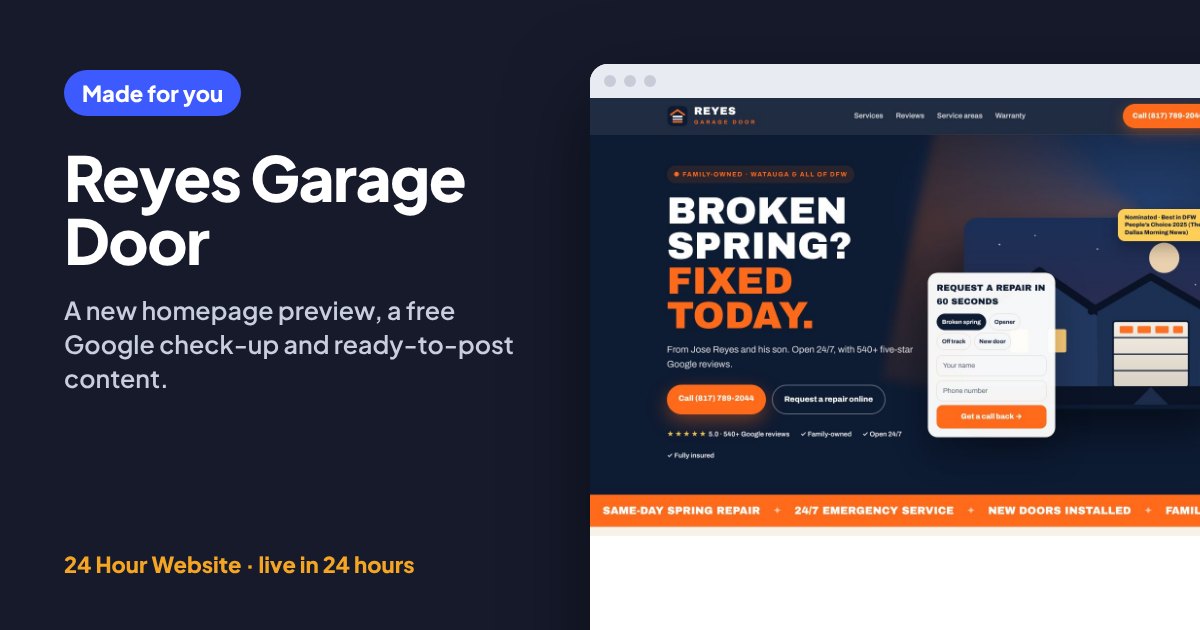 Made for you
Reyes Garage
Door
A new homepage preview, a free
Google check-up and ready-to-post
content.
24 Hour Website · live in 24 hours
REYES
GARAGE DOOR
Services Reviews Service areas Warranty
Call (817) 789-2044
FAMILY-OWNED · WATAUGA & ALL OF DFW
BROKEN
SPRING?
FIXED
TODAY.
From Jose Reyes and his son. Open 24/7, with 540+ five-star
Google reviews.
Call (817) 789-2044
Request a repair online
★★★★★ 5.0 · 540+ Google reviews ✓ Family-owned ✓ Open 24/7
✓ Fully insured
Nominated · Best in DFW
People's Choice 2025 (The
Dallas Morning News)
REQUEST A REPAIR IN
60 SECONDS
Broken spring Opener
Off track New door
Your name
Phone number
Get a call back →
SAME-DAY SPRING REPAIR + 24/7 EMERGENCY SERVICE + NEW DOORS INSTALLED + FAMIL